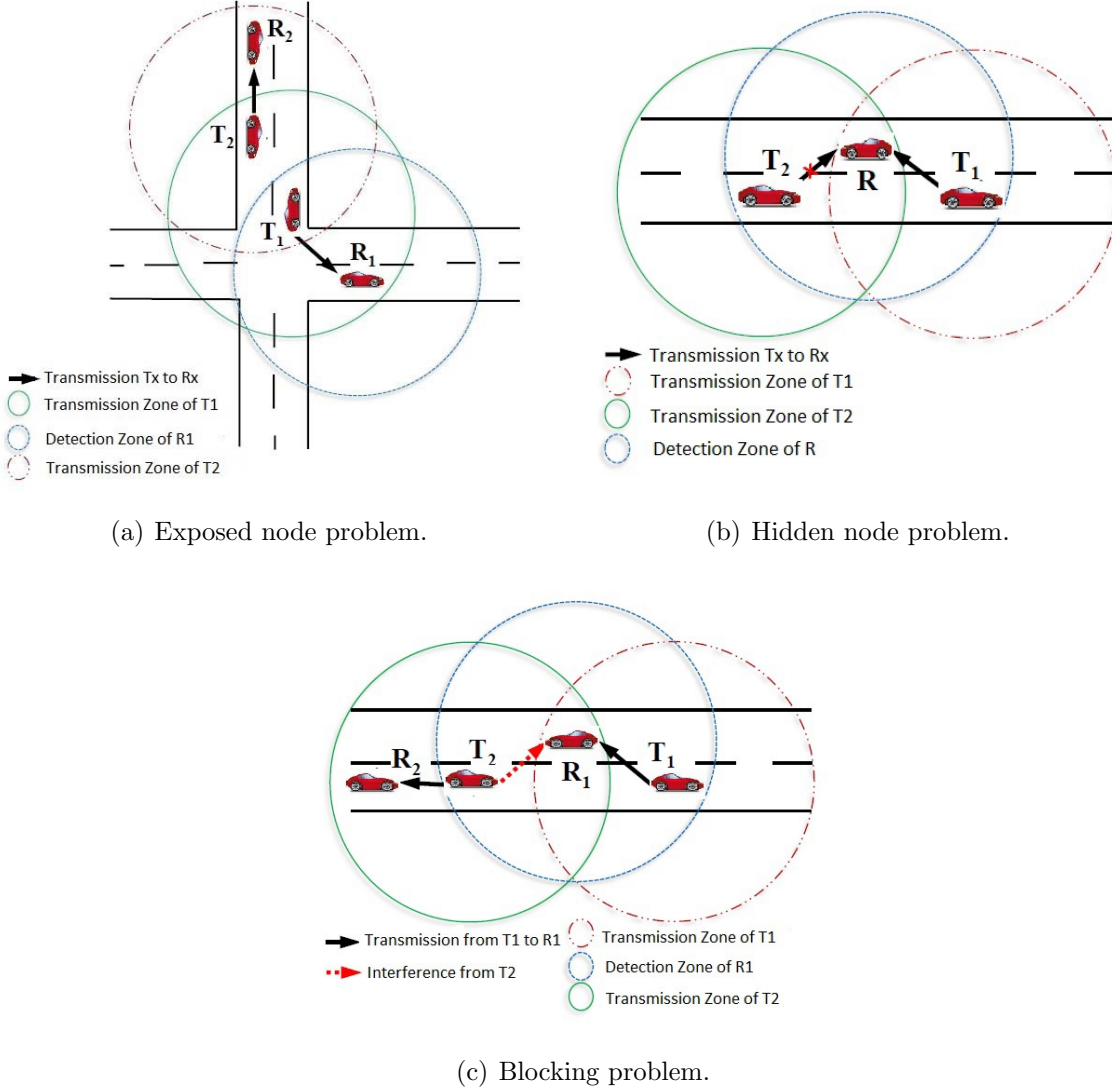 R2
T2
T1
R1
Transmission Tx to Rx
Transmission Zone of T1
Detection Zone of R1
Transmission Zone of T2
(a) Exposed node problem.
T2
R
T1
Transmission Tx to Rx
Transmission Zone of T1
Transmission Zone of T2
Detection Zone of R
(b) Hidden node problem.
R2
T2
R1
T1
Transmission from T1 to R1
Interference from T2
Transmission Zone of T1
Detection Zone of R1
Transmission Zone of T2
(c) Blocking problem.